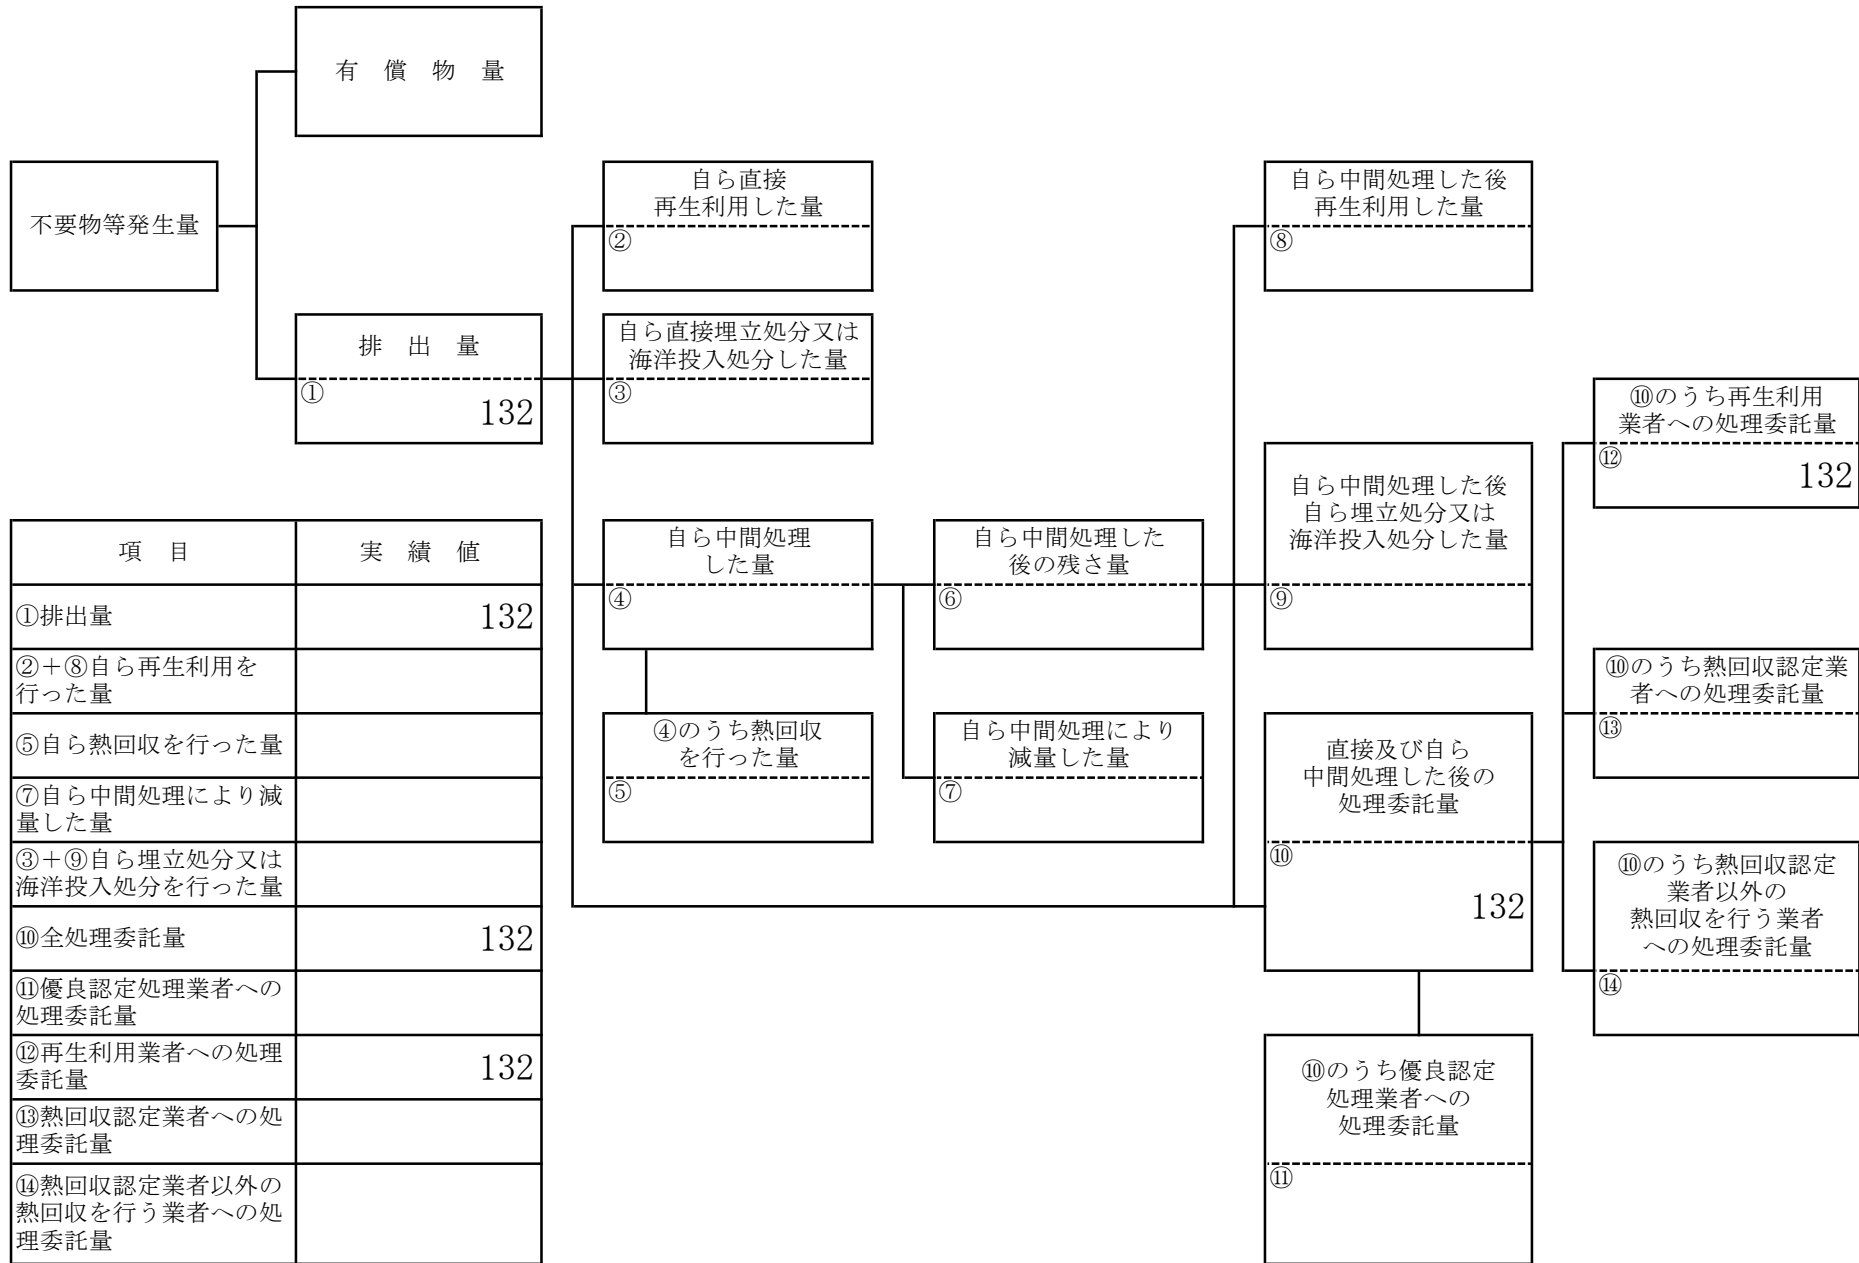 有 償 物 量
不要物等発生量
排 出 量
①
132
自ら直接
再生利用した量
②
自ら直接埋立処分又は
海洋投入処分した量
③
自ら中間処理
した量
④
④のうち熱回収
を行った量
⑤
自ら中間処理した
後の残さ量
⑥
自ら中間処理により
減量した量
⑦
自ら中間処理した後
再生利用した量
⑧
自ら中間処理した後
自ら埋立処分又は
海洋投入処分した量
⑨
直接及び自ら
中間処理した後の
処理委託量
⑩
132
⑩のうち優良認定
処理業者への
処理委託量
⑪
⑩のうち再生利用
業者への処理委託量
⑫
132
⑩のうち熱回収認定業
者への処理委託量
⑬
⑩のうち熱回収認定
業者以外の
熱回収を行う業者
への処理委託量
⑭
項 目 実 績 値
①排出量 132
②＋⑧自ら再生利用を
行った量
⑤自ら熱回収を行った量
⑦自ら中間処理により減
量した量
③＋⑨自ら埋立処分又は
海洋投入処分を行った量
⑩全処理委託量 132
⑪優良認定処理業者への
処理委託量
⑫再生利用業者への処理
委託量 132
⑬熱回収認定業者への処
理委託量
⑭熱回収認定業者以外の
熱回収を行う業者への処
理委託量